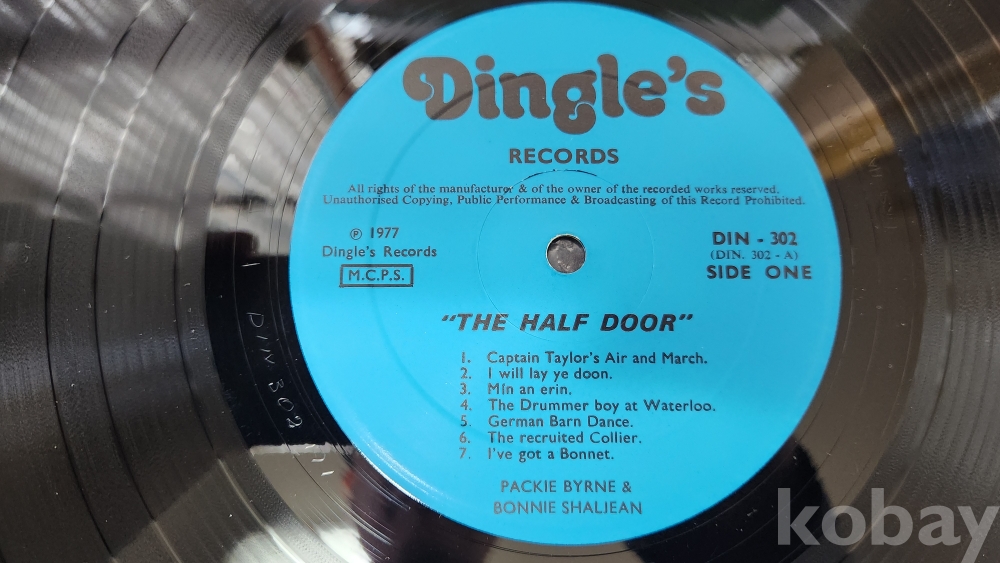 Dingle's
RECORDS
All rights of the manufacturer & of the owner of the recorded works reserved.
Unauthorised Copying, Public Performance & Broadcasting of this Record Prohibited.
℗ 1977
Dingle's Records
M.C.P.S.
DIN - 302
(DIN. 302 - A)
SIDE ONE
"THE HALF DOOR"
1. Captain Taylor's Air and March.
2. I will lay ye doon.
3. Mín an erin.
4. The Drummer boy at Waterloo.
5. German Barn Dance.
6. The recruited Collier.
7. I've got a Bonnet.
PACKIE BYRNE &
BONNIE SHALJEAN
DIN 302
kobay